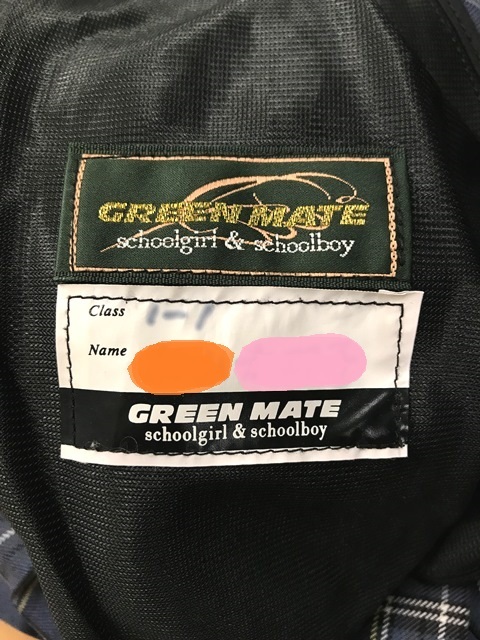 GREEN MATE
schoolgirl & schoolboy
Class 1-1
Name
GREEN MATE
schoolgirl & schoolboy